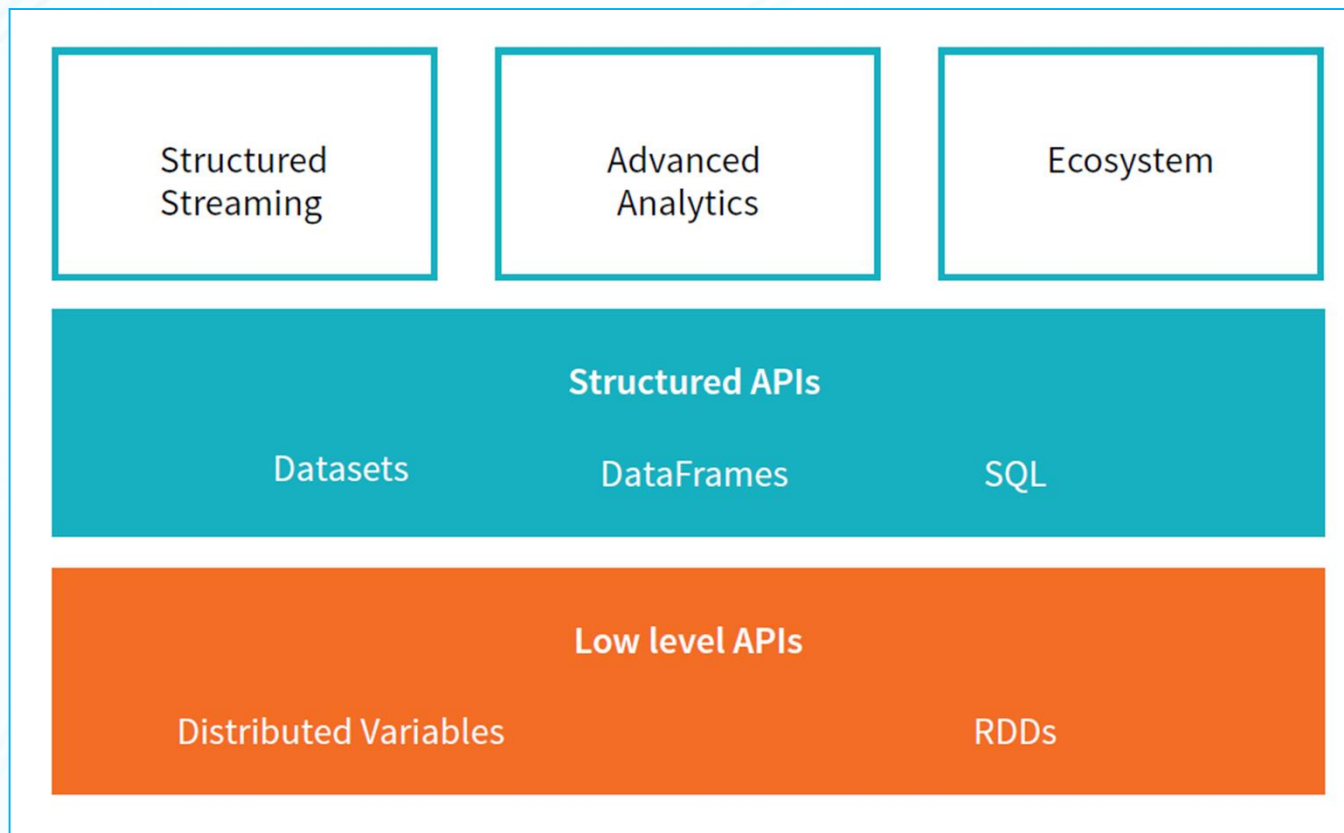 Structured
Streaming
Advanced
Analytics
Ecosystem
Structured APIs
Datasets
DataFrames
SQL
Low level APIs
Distributed Variables
RDDs